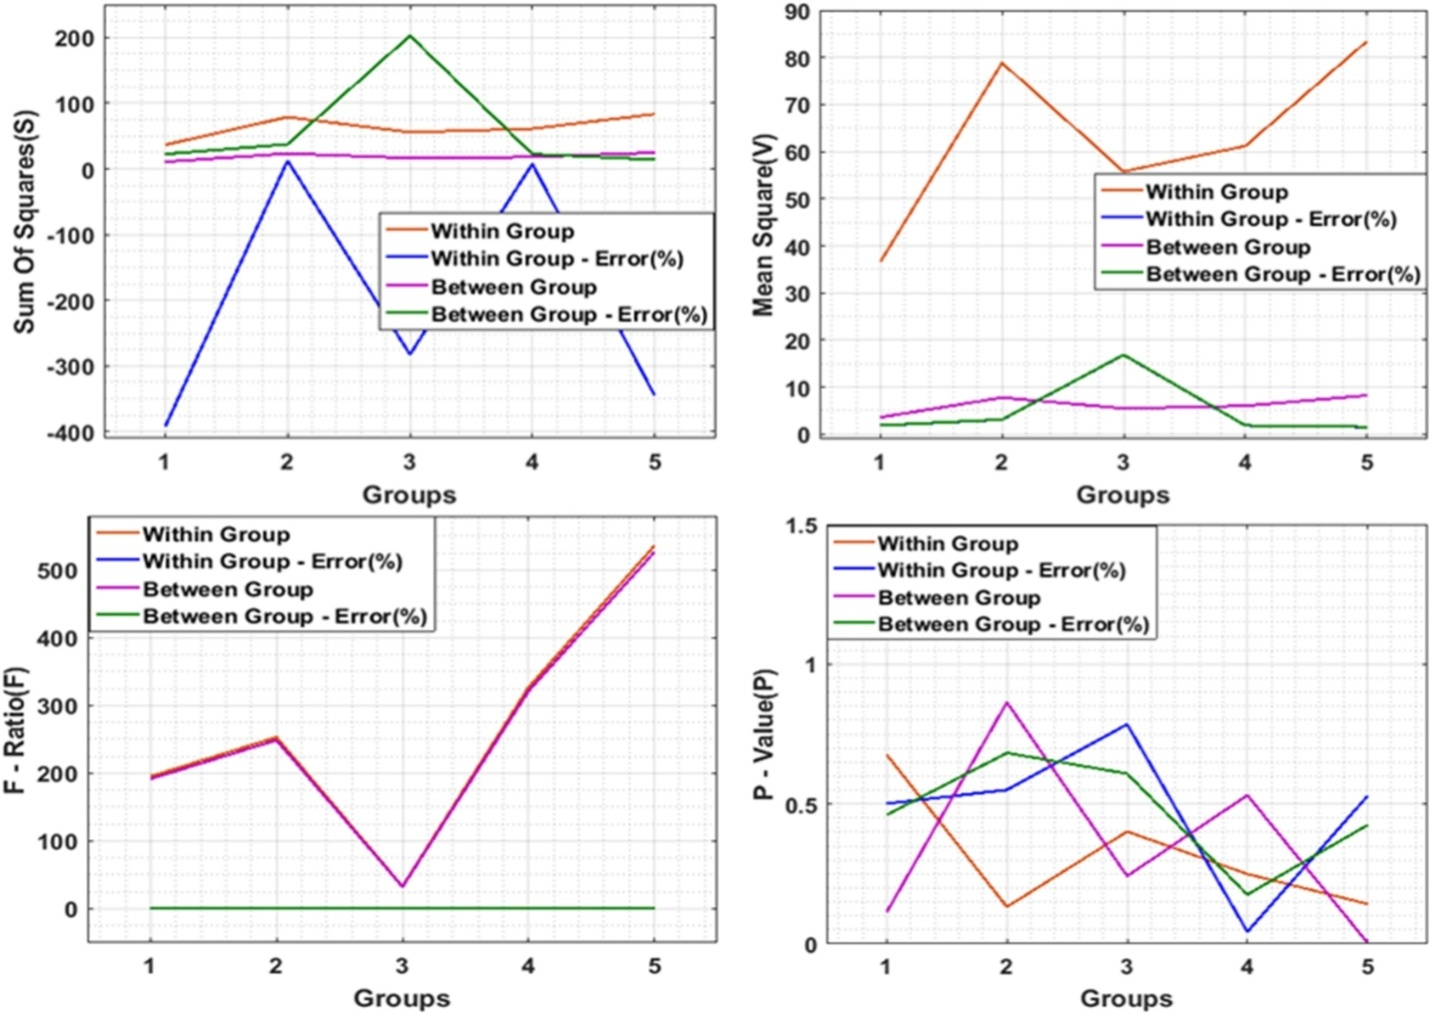 Sum Of Squares(S)
200
100
0
-100
-200
-300
-400
Within Group
Within Group - Error(%)
Between Group
Between Group - Error(%)
1 2 3 4 5
Groups
Mean Square(V)
90
80
70
60
50
40
30
20
10
0
Within Group
Within Group - Error(%)
Between Group
Between Group - Error(%)
1 2 3 4 5
Groups
F - Ratio(F)
Within Group
Within Group - Error(%)
Between Group
Between Group - Error(%)
500
400
300
200
100
0
1 2 3 4 5
Groups
P - Value(P)
1.5
Within Group
Within Group - Error(%)
Between Group
Between Group - Error(%)
1
0.5
0
1 2 3 4 5
Groups